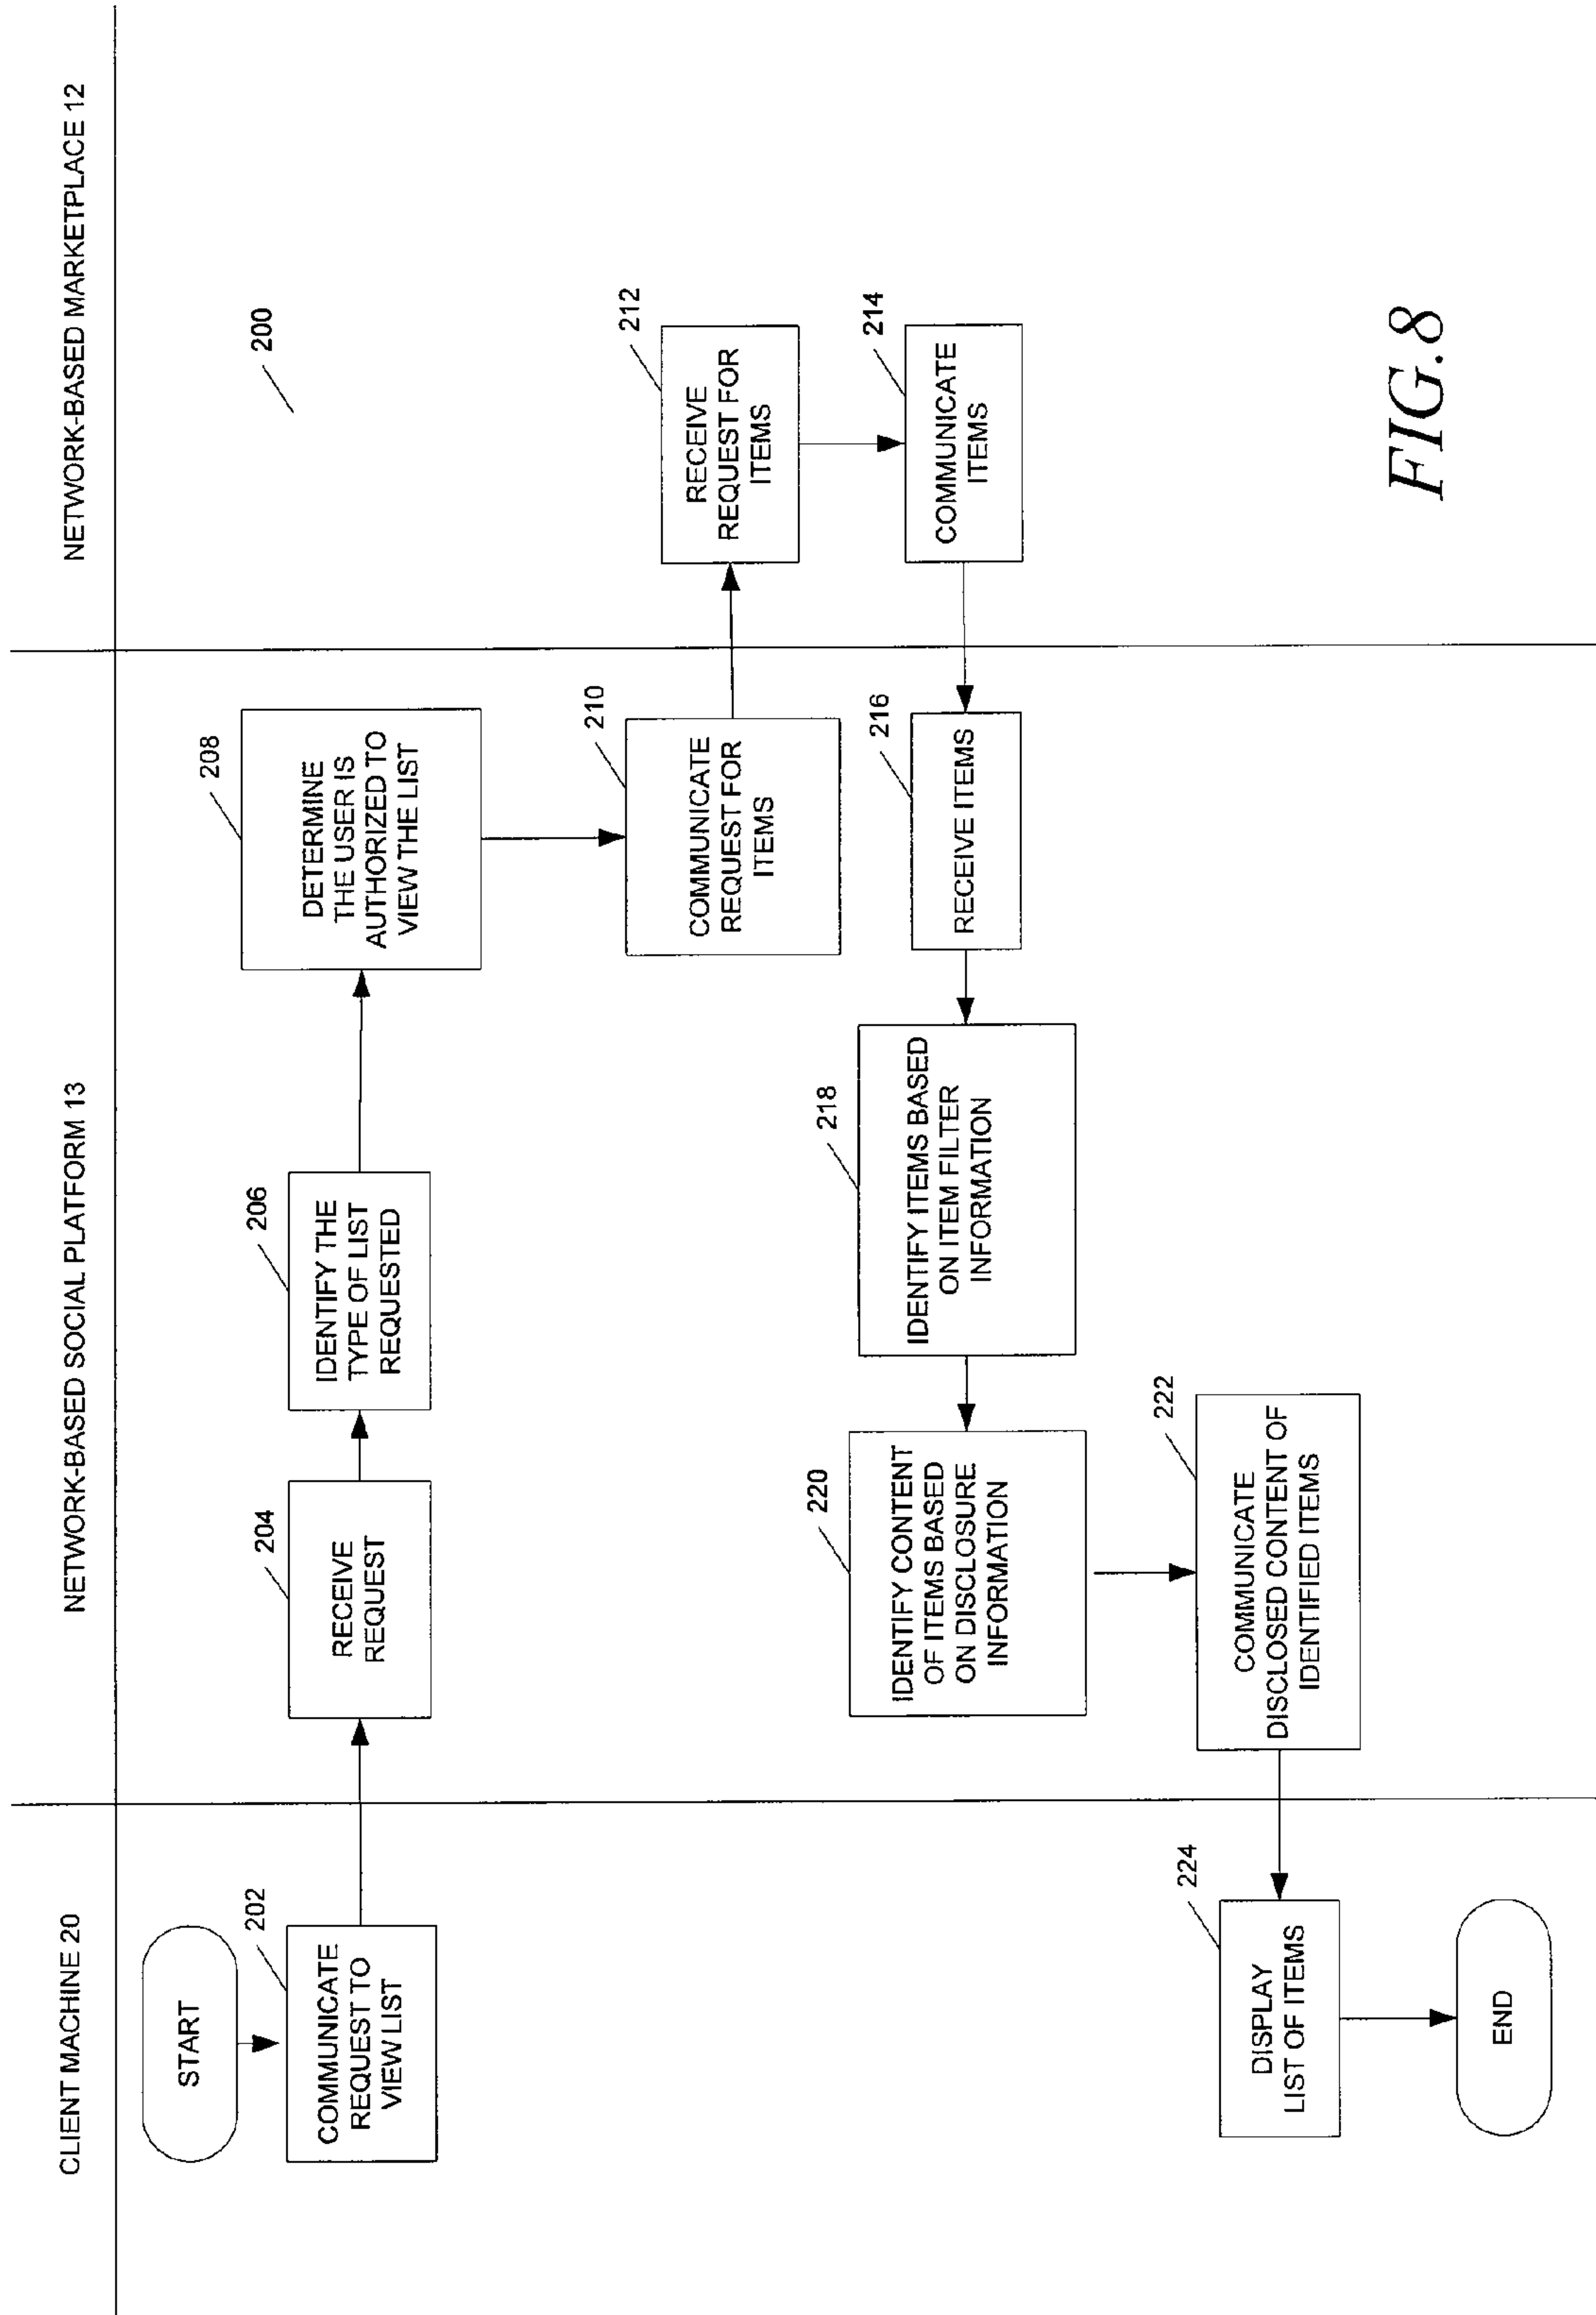 CLIENT MACHINE 20
NETWORK-BASED SOCIAL PLATFORM 13
NETWORK-BASED MARKETPLACE 12
200
START
202
COMMUNICATE
REQUEST TO
VIEW LIST
204
RECEIVE
REQUEST
206
IDENTIFY THE
TYPE OF LIST
REQUESTED
208
DETERMINE
THE USER IS
AUTHORIZED TO
VIEW THE LIST
210
COMMUNICATE
REQUEST FOR
ITEMS
212
RECEIVE
REQUEST FOR
ITEMS
214
COMMUNICATE
ITEMS
216
RECEIVE ITEMS
218
IDENTIFY ITEMS BASED
ON ITEM FILTER
INFORMATION
220
IDENTIFY CONTENT
OF ITEMS BASED
ON DISCLOSURE
INFORMATION
222
COMMUNICATE
DISCLOSED CONTENT OF
IDENTIFIED ITEMS
224
DISPLAY
LIST OF ITEMS
END
FIG.8